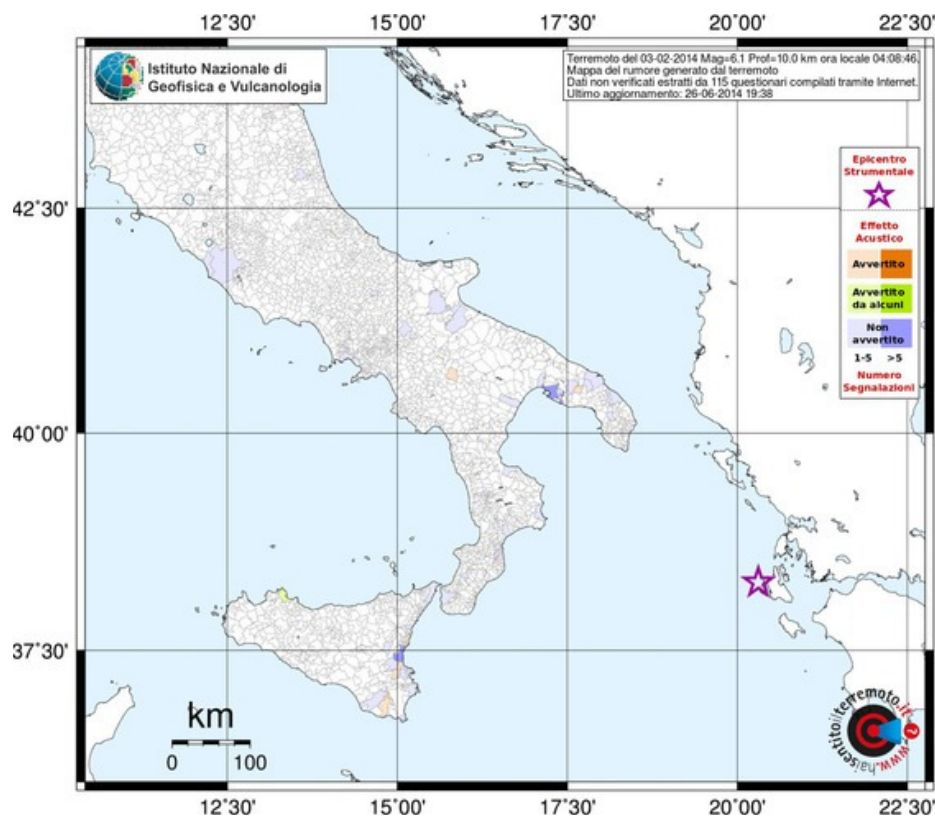 12˚30' 15˚00' 17˚30' 20˚00' 22˚30'
Istituto Nazionale di
Geofisica e Vulcanologia
Terremoto del 03-02-2014 Mag=6.1 Prof=10.0 km ora locale 04:08:46.
Mappa del rumore generato dal terremoto
Dati non verificati estratti da 115 questionari compilati tramite Internet.
Ultimo aggiornamento: 26-06-2014 19:38
Epicentro
Strumentale
Effetto
Acustico
Avvertito
Avvertito
da alcuni
Non
avvertito
1-5 >5
Numero
Segnalazioni
42˚30'
40˚00'
37˚30'
km
0 100
www.haisentitoilterremoto.it
?
12˚30' 15˚00' 17˚30' 20˚00' 22˚30'